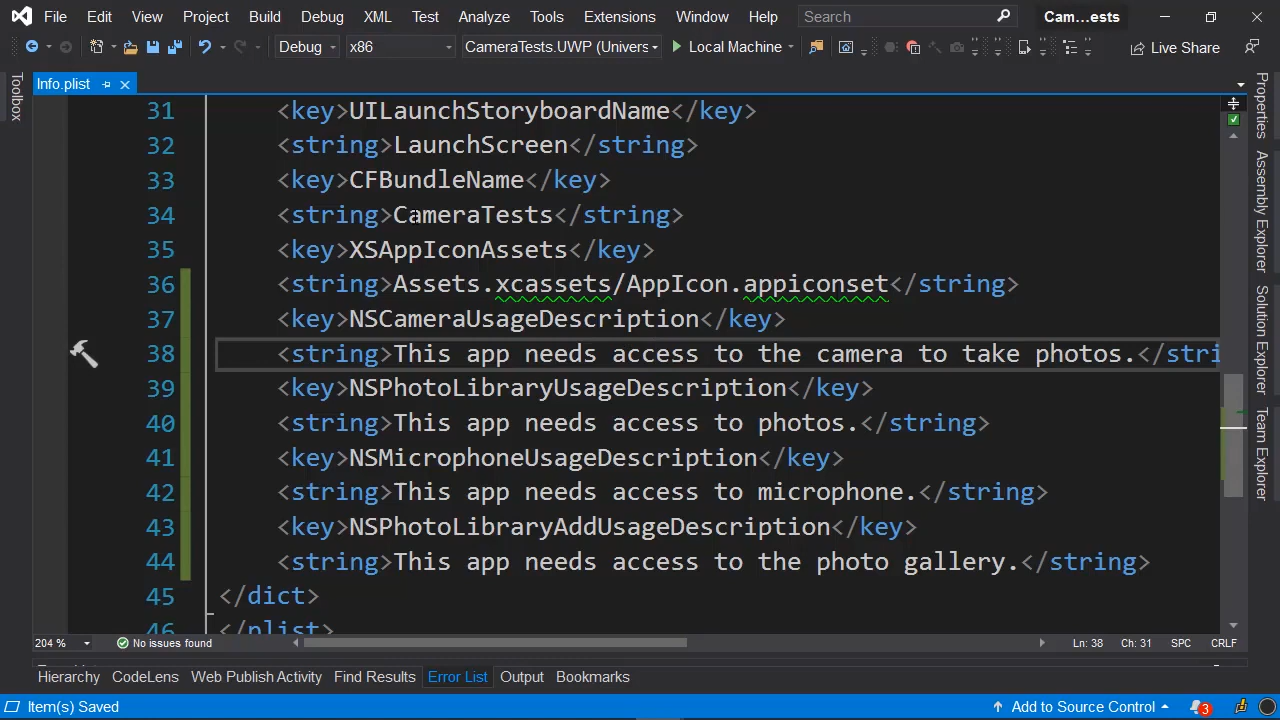 File Edit View Project Build Debug XML Test Analyze Tools Extensions Window Help Search Cam...ests
Debug x86 CameraTests.UWP (Univers Local Machine Live Share
Info.plist
Toolbox
Properties
Assembly Explorer
Solution Explorer
Team Explorer
31 <key>UILaunchStoryboardName</key>
32 <string>LaunchScreen</string>
33 <key>CFBundleName</key>
34 <string>CameraTests</string>
35 <key>XSAppIconAssets</key>
36 <string>Assets.xcassets/AppIcon.appiconset</string>
37 <key>NSCameraUsageDescription</key>
38 <string>This app needs access to the camera to take photos.</stri
39 <key>NSPhotoLibraryUsageDescription</key>
40 <string>This app needs access to photos.</string>
41 <key>NSMicrophoneUsageDescription</key>
42 <string>This app needs access to microphone.</string>
43 <key>NSPhotoLibraryAddUsageDescription</key>
44 <string>This app needs access to the photo gallery.</string>
45 </dict>
46 </plist>
204 % No issues found Ln: 38 Ch: 31 SPC CRLF
Hierarchy CodeLens Web Publish Activity Find Results Error List Output Bookmarks
Item(s) Saved Add to Source Control 3